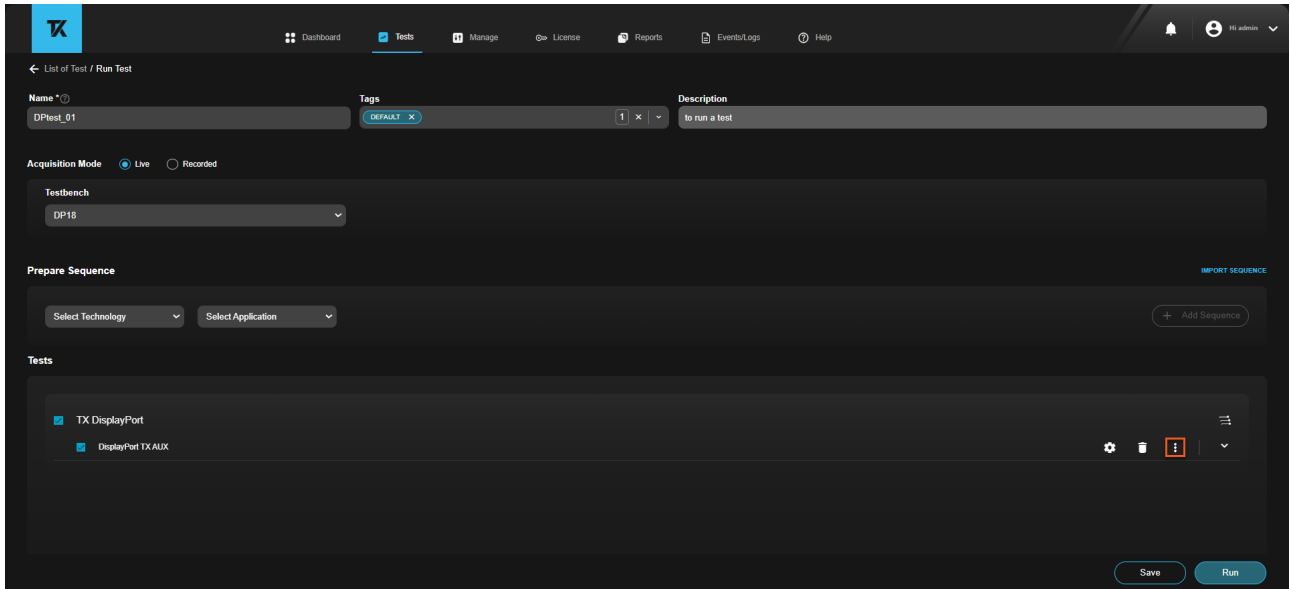 TK
Dashboard Tests Manage License Reports Events/Logs Help Hi admin
List of Test / Run Test
Name * Tags Description
DPtest_01 DEFAULT 1 to run a test
Acquisition Mode Live Recorded
Testbench
DP18
Prepare Sequence IMPORT SEQUENCE
Select Technology Select Application + Add Sequence
Tests
TX DisplayPort
DisplayPort TX AUX
Save Run